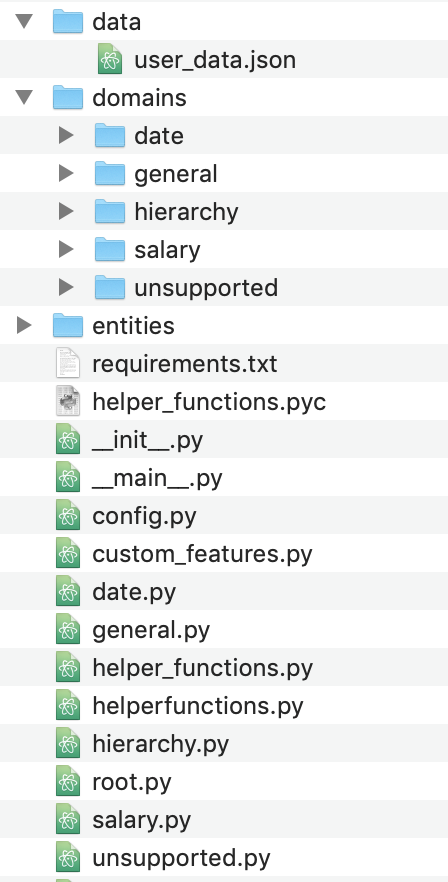 data
user_data.json
domains
date
general
hierarchy
salary
unsupported
entities
requirements.txt
helper_functions.pyc
__init__.py
__main__.py
config.py
custom_features.py
date.py
general.py
helper_functions.py
helperfunctions.py
hierarchy.py
root.py
salary.py
unsupported.py